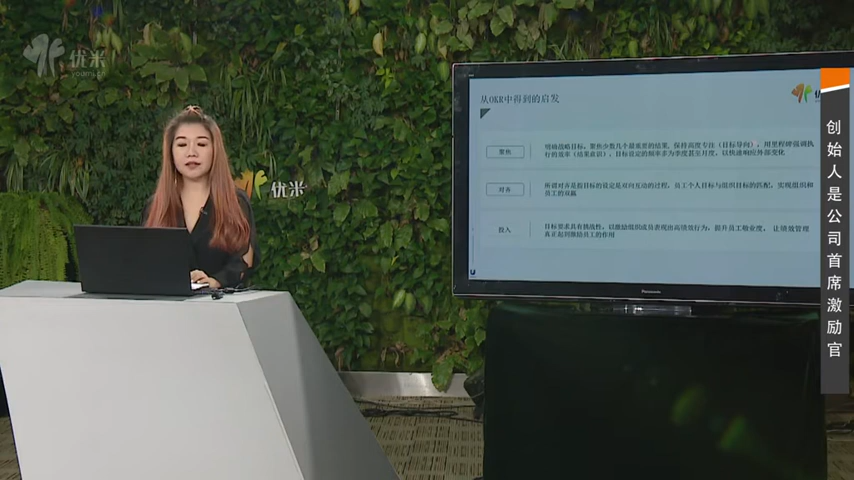 优米
youmi.cn
优米
从OKR中得到的启发
聚焦
明确战略目标，聚焦少数几个最重要的结果，保持高度专注（目标导向），用里程碑强调执
行的效率（结果意识），目标设定的频率多为季度甚至月度，以快速响应外部变化
对齐
所谓对齐是指目标的设定是双向互动的过程，员工个人目标与组织目标的匹配，实现组织和
员工的双赢
投入
目标要求具有挑战性，以激励组织成员表现出高绩效行为，提升员工敬业度， 让绩效管理
真正起到激励员工的作用
Panasonic
创始人是公司首席激励官